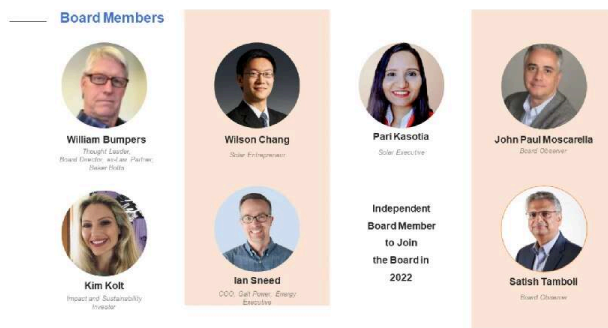 Board Members
William Bumpers
Thought Leader,
Board Director, and ex Partner,
Baker Botts
Wilson Chang
Solar Entrepreneur
Pari Kasotia
Solar Executive
John Paul Moscarella
Board Observer
Kim Kolt
Impact and Sustainability
Investor
Ian Sneed
COO, Galt Power, Energy
Executive
Independent
Board Member
to Join
the Board in
2022
Satish Tamboli
Board Observer